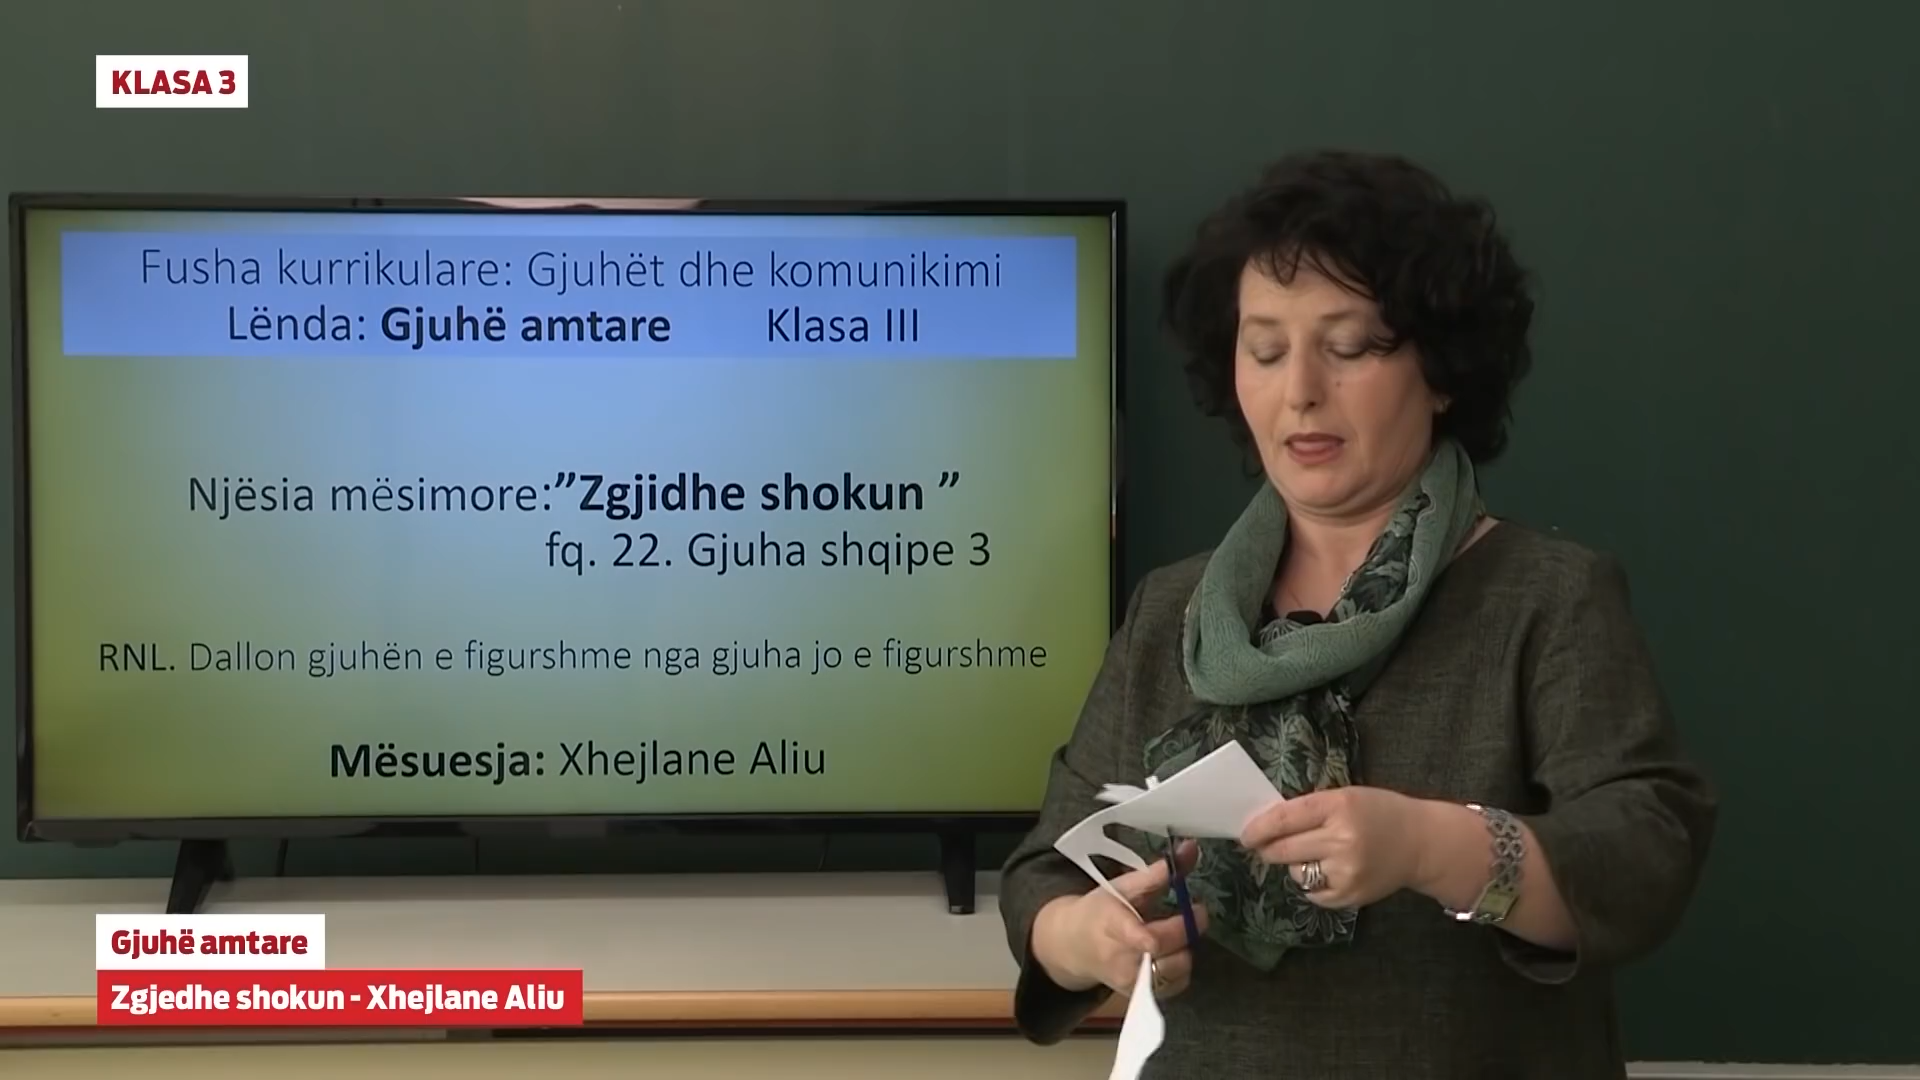 KLASA 3
Fusha kurrikulare: Gjuhët dhe komunikimi
Lënda: Gjuhë amtare Klasa III
Njësia mësimore:”Zgjidhe shokun ”
fq. 22. Gjuha shqipe 3
RNL. Dallon gjuhën e figurshme nga gjuha jo e figurshme
Mësuesja: Xhejlane Aliu
Gjuhë amtare
Zgjedhe shokun - Xhejlane Aliu